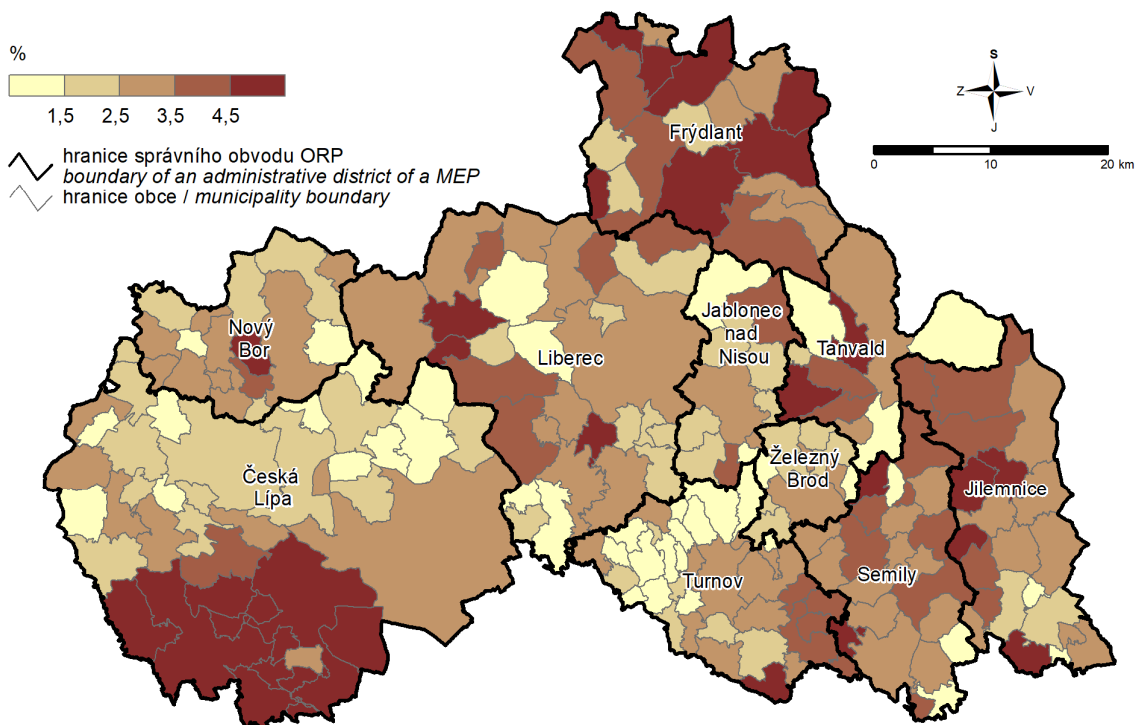 %
1,5 2,5 3,5 4,5
hranice správního obvodu ORP
boundary of an administrative district of a MEP
hranice obce / municipality boundary
S
Z V
J
0 10 20 km
Frýdlant
Nový
Bor
Liberec
Jablonec
nad
Nisou
Tanvald
Česká
Lípa
Železný
Brod
Jilemnice
Turnov
Semily